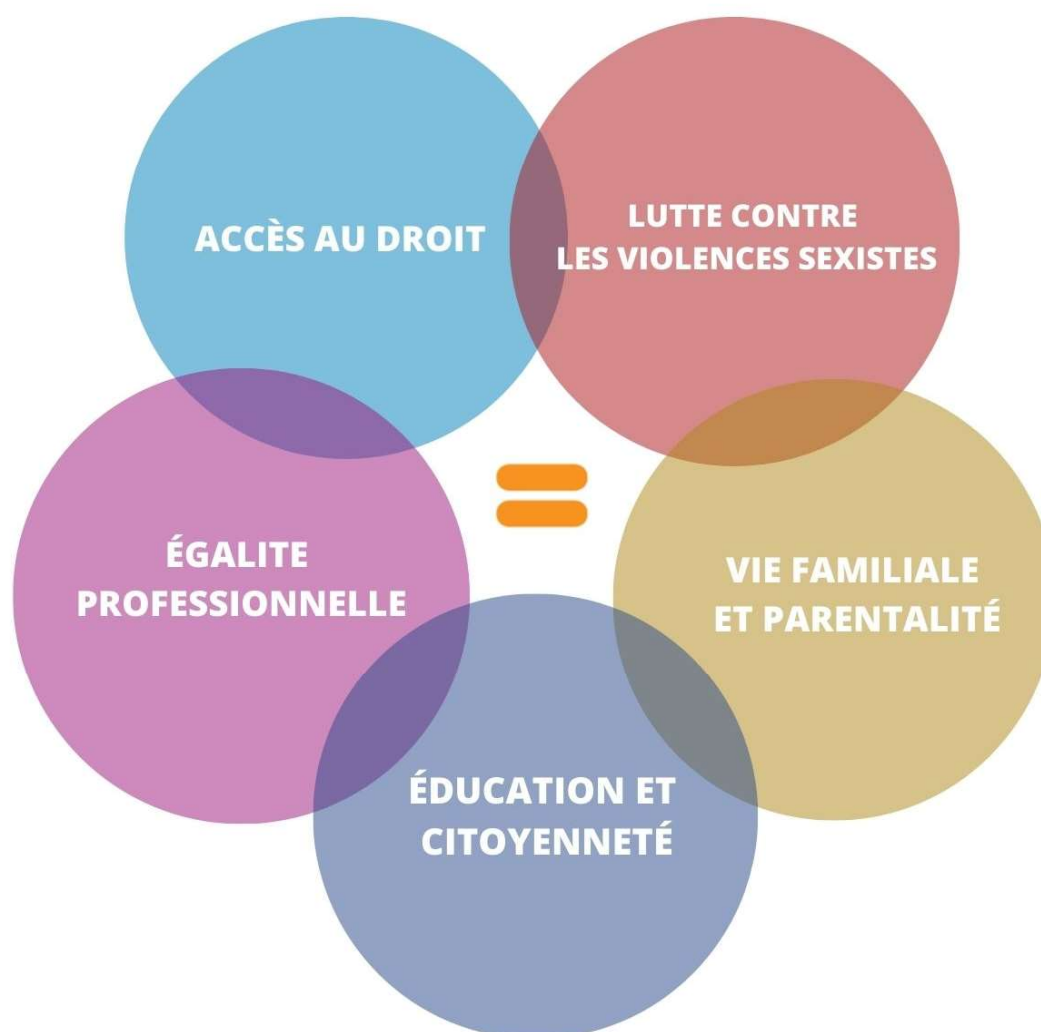 ACCÈS AU DROIT
LUTTE CONTRE
LES VIOLENCES SEXISTES
ÉGALITE
PROFESSIONNELLE
VIE FAMILIALE
ET PARENTALITÉ
ÉDUCATION ET
CITOYENNETÉ